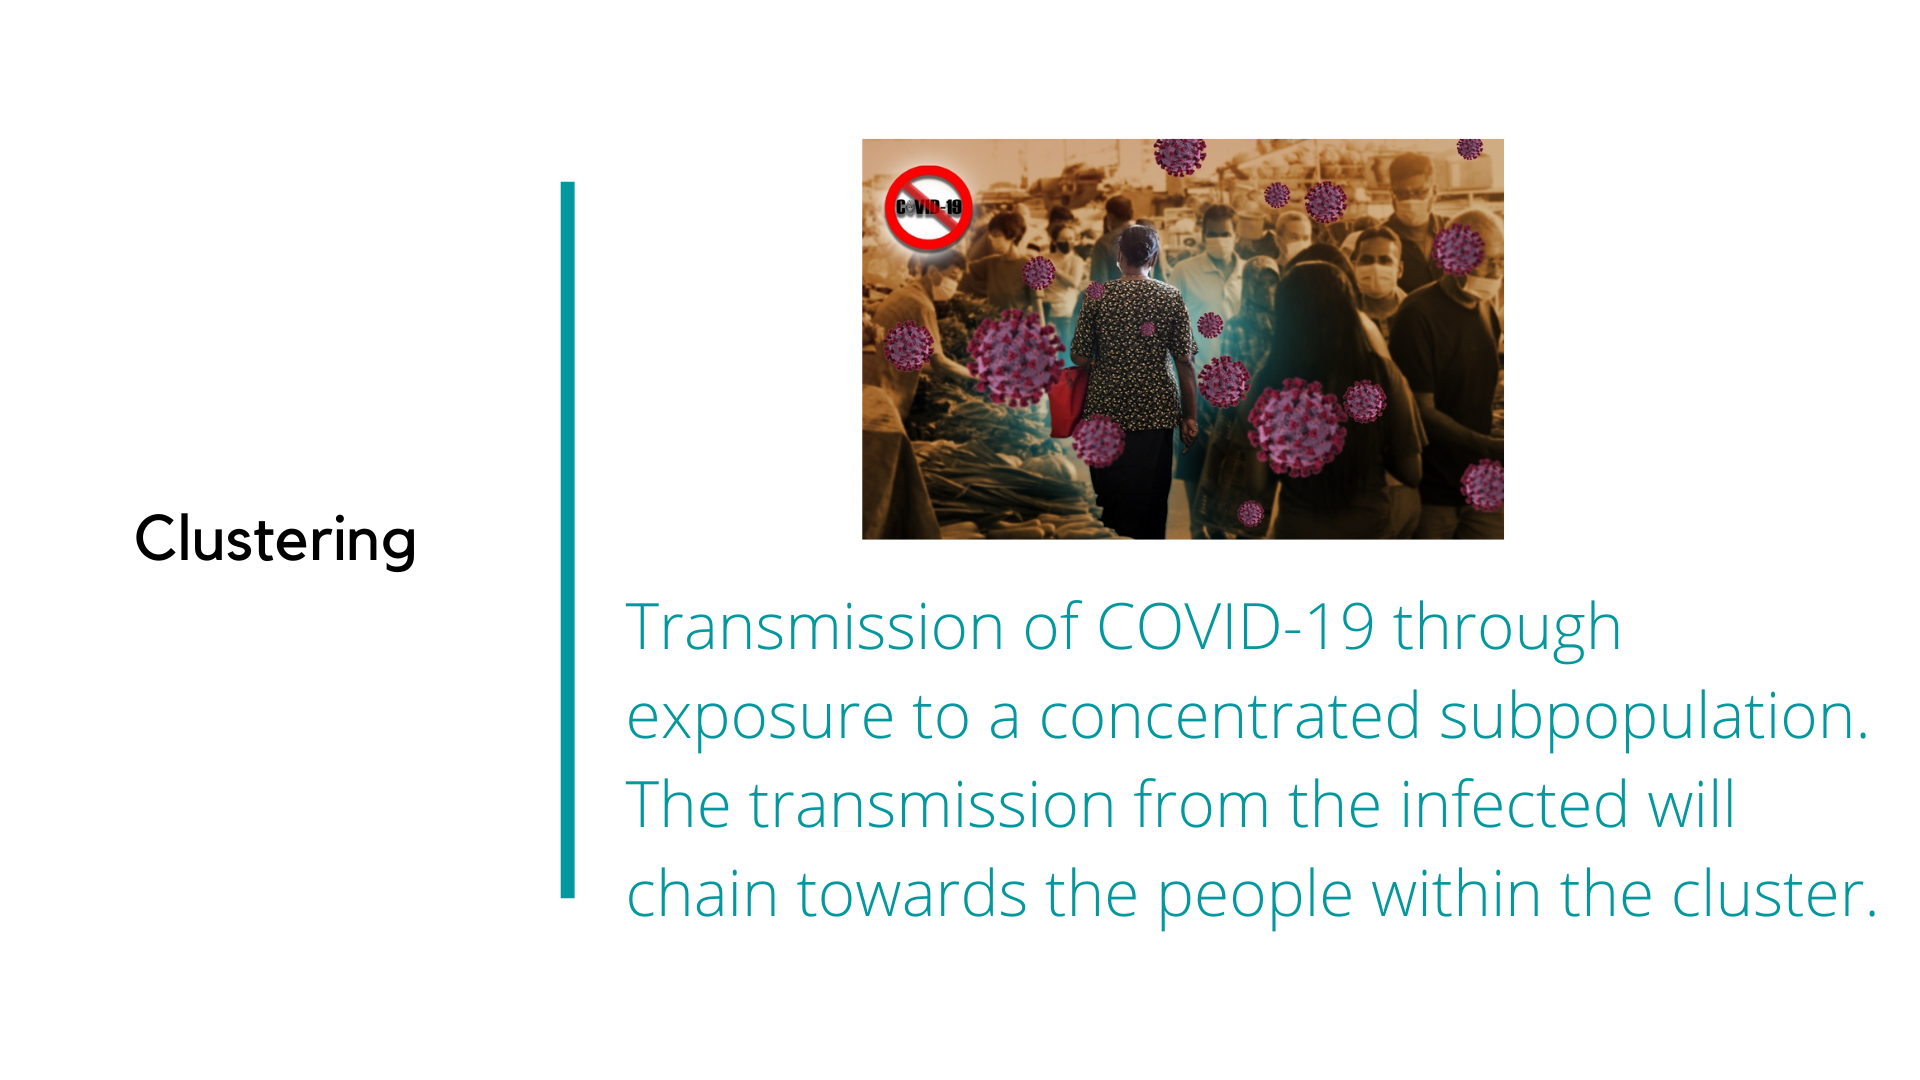 Clustering
COVID-19
Transmission of COVID-19 through
exposure to a concentrated subpopulation.
The transmission from the infected will
chain towards the people within the cluster.